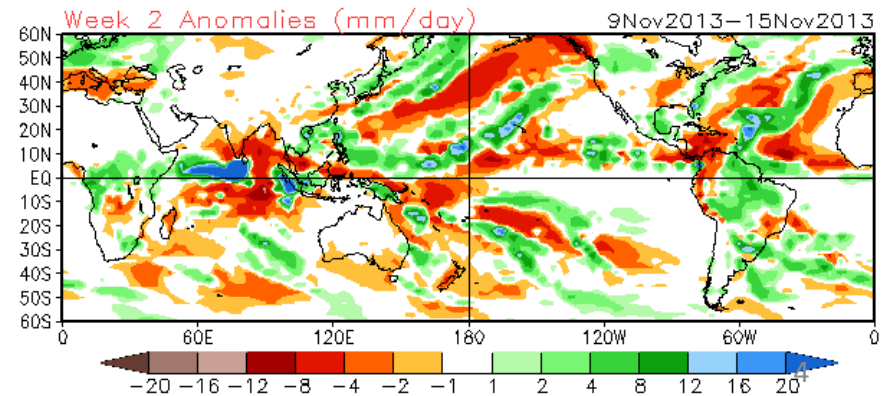 Week 2 Anomalies (mm/day) 9Nov2013–15Nov2013
60N
50N
40N
30N
20N
10N
EQ
10S
20S
30S
40S
50S
60S
0 60E 120E 180 120W 60W 0
−20 −16 −12 −8 −4 −2 −1 1 2 4 8 12 16 20
4